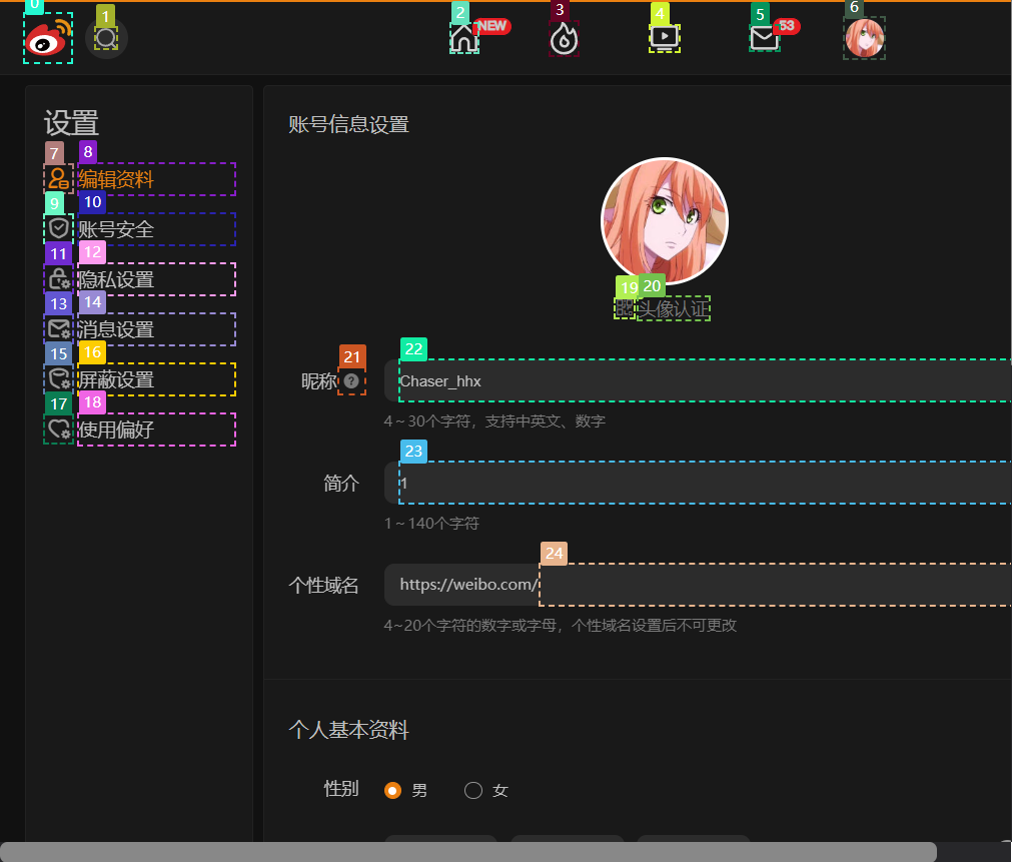 0
1
2
NEW
3
4
5
53
6
设置
7
8
编辑资料
9
10
账号安全
11
12
隐私设置
13
14
消息设置
15
16
屏蔽设置
17
18
使用偏好
账号信息设置
19
20
头像认证
21
22
昵称
Chaser_hhx
4～30个字符，支持中英文、数字
23
简介
1
1～140个字符
24
个性域名
https://weibo.com/
4~20个字符的数字或字母，个性域名设置后不可更改
个人基本资料
性别
男
女